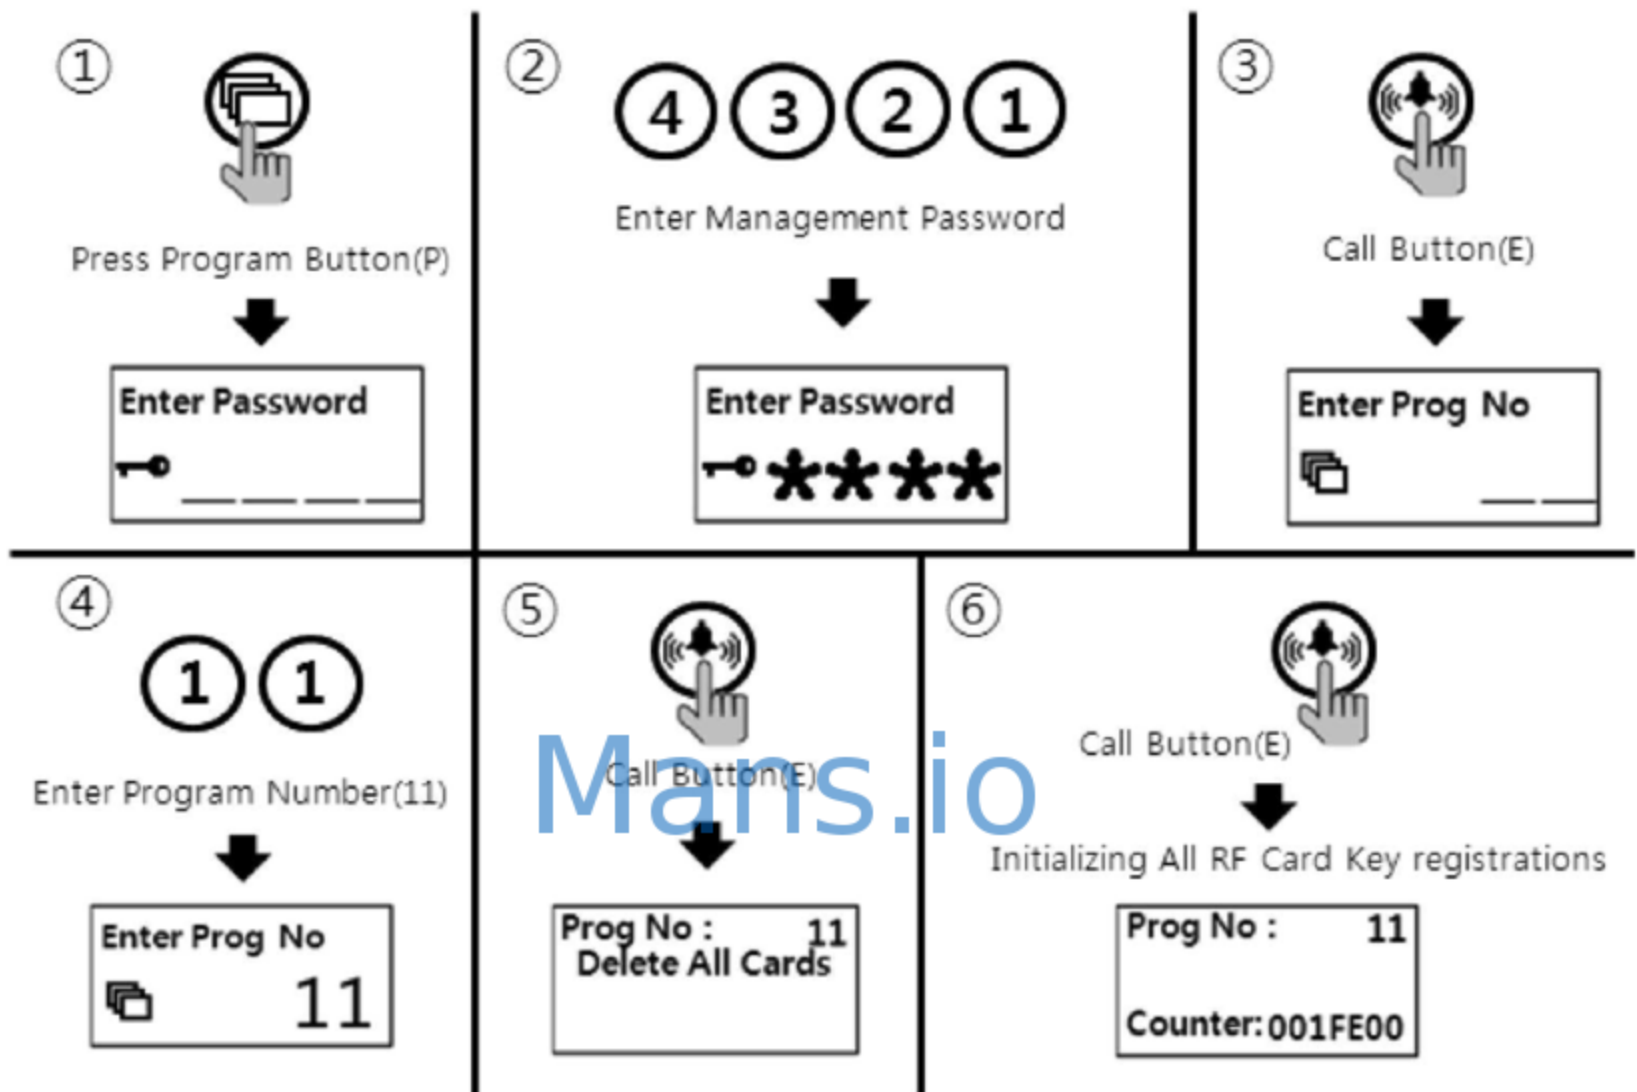 ①
②
4 3 2 1
③
Press Program Button(P)
Enter Management Password
Call Button(E)
Enter Password
Enter Password
Enter Prog No
④
1 1
⑤
⑥
Enter Program Number(11)
Call Button(E)
Call Button(E)
Mans.io
Initializing All RF Card Key registrations
Enter Prog No
11
Prog No : 11
Delete All Cards
Prog No : 11
Counter:001FE00